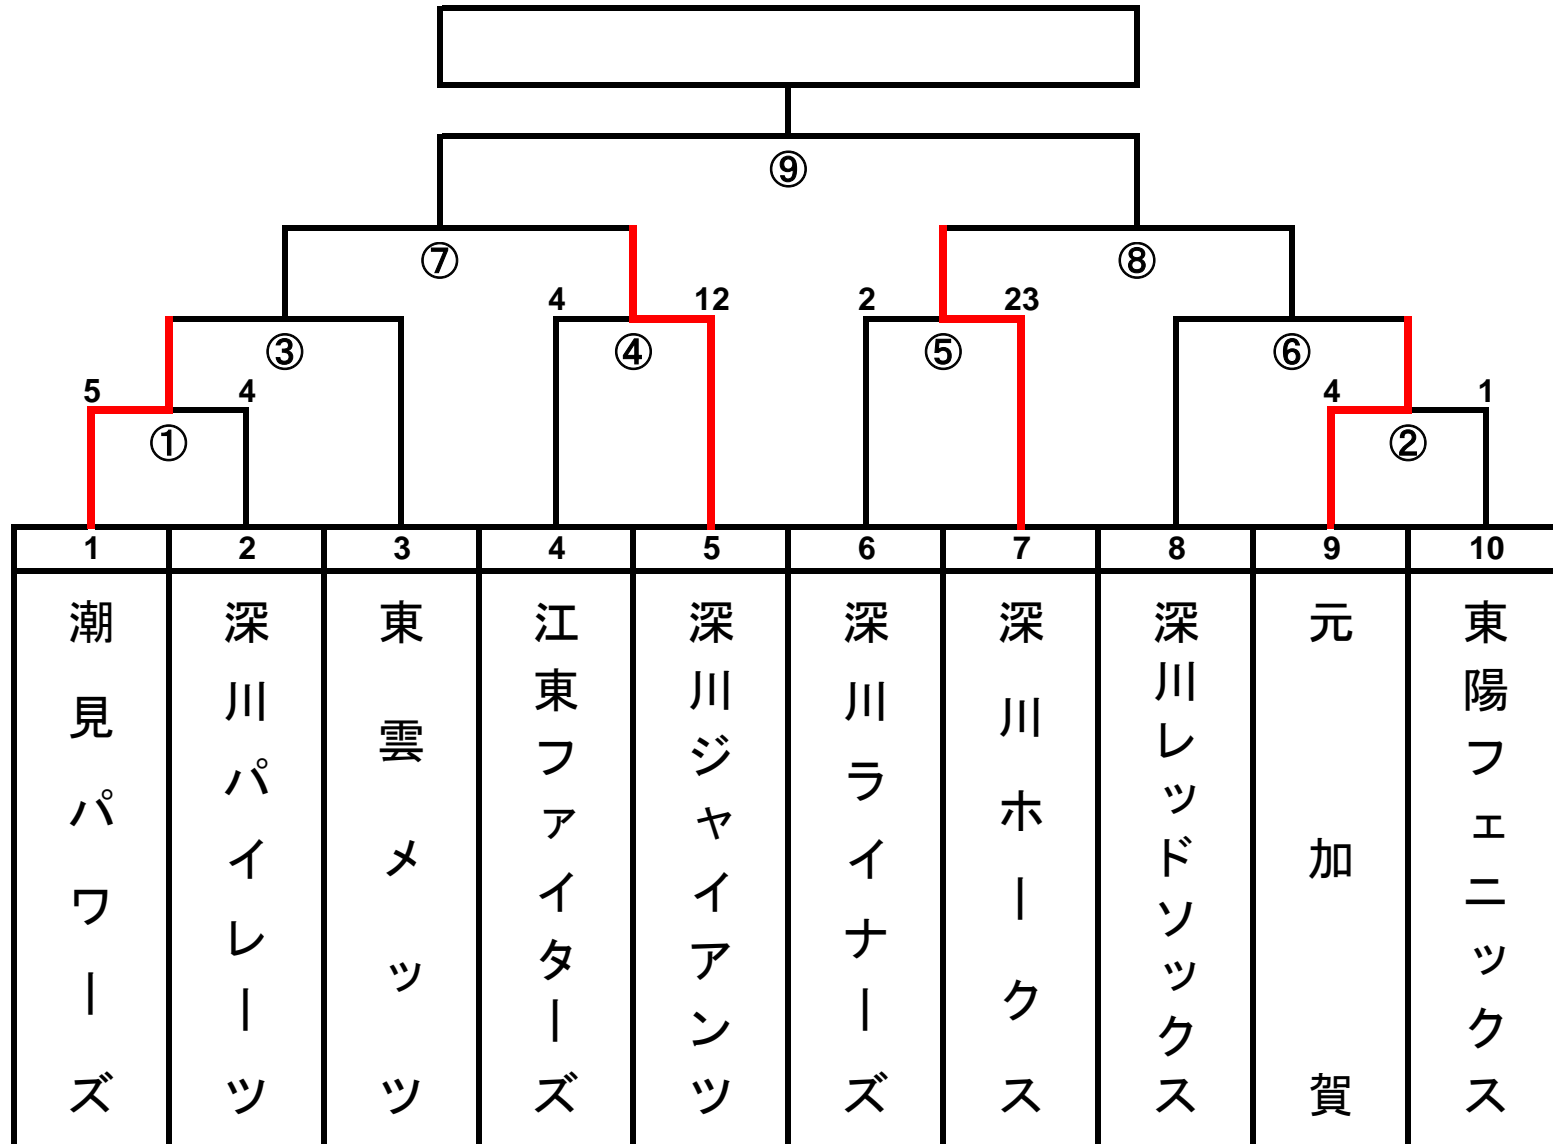 ⑨
⑦ ⑧
4 12 2 23
③ ④ ⑤ ⑥
5 4 4 1
① ②
1 2 3 4 5 6 7 8 9 10
潮見パワーズ
深川パイレーツ
東雲メッツ
江東ファイターズ
深川ジャイアンツ
深川ライナーズ
深川ホークス
深川レッドソックス
元加賀
東陽フェニックス